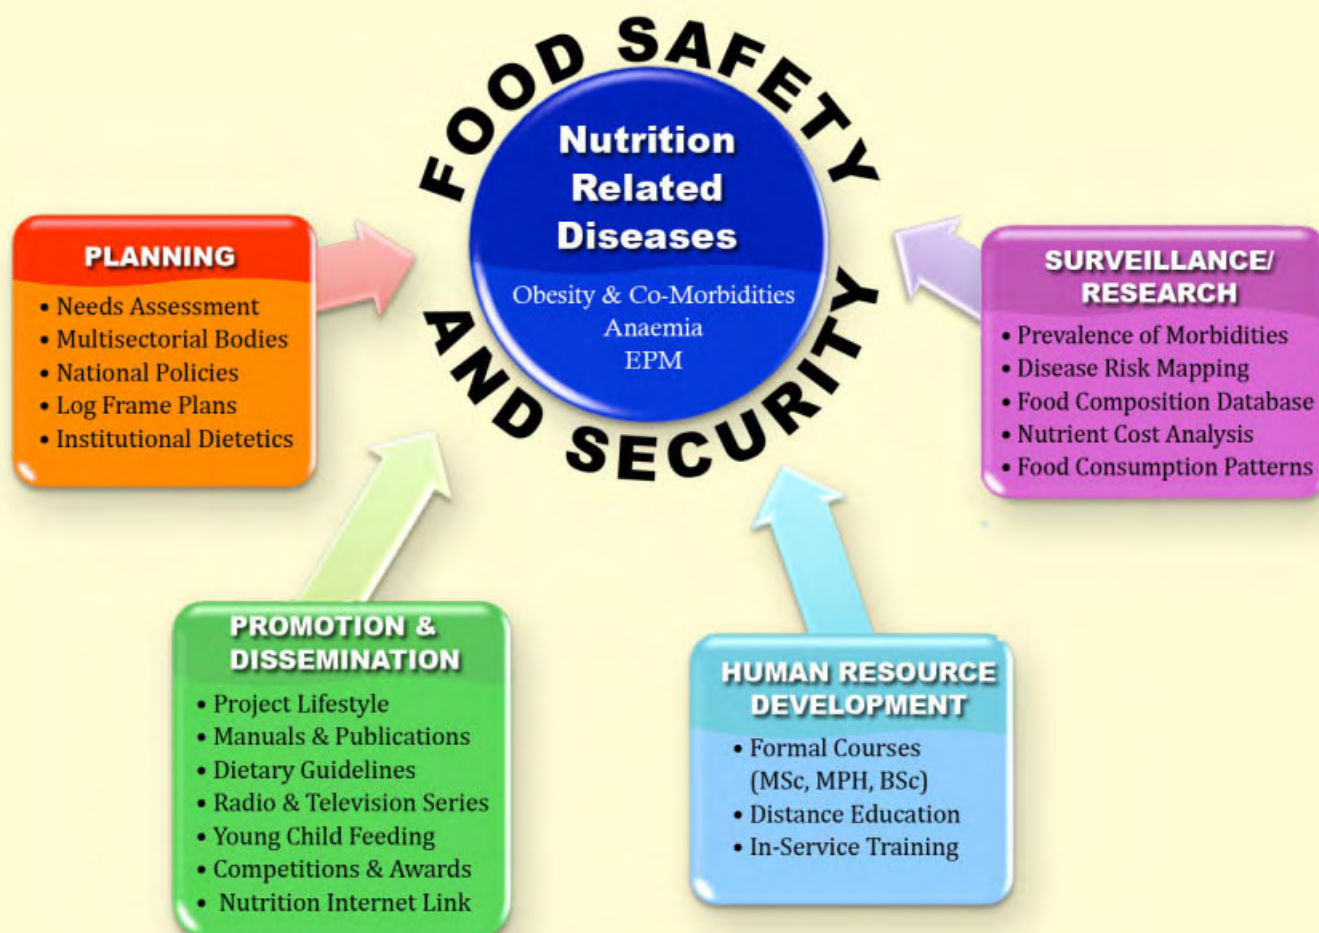 FOOD SAFETY
AND SECURITY
Nutrition
Related
Diseases
Obesity & Co-Morbidities
Anaemia
EPM
PLANNING
• Needs Assessment
• Multisectorial Bodies
• National Policies
• Log Frame Plans
• Institutional Dietetics
SURVEILLANCE/
RESEARCH
• Prevalence of Morbidities
• Disease Risk Mapping
• Food Composition Database
• Nutrient Cost Analysis
• Food Consumption Patterns
PROMOTION &
DISSEMINATION
• Project Lifestyle
• Manuals & Publications
• Dietary Guidelines
• Radio & Television Series
• Young Child Feeding
• Competitions & Awards
• Nutrition Internet Link
HUMAN RESOURCE
DEVELOPMENT
• Formal Courses
(MSc, MPH, BSc)
• Distance Education
• In-Service Training